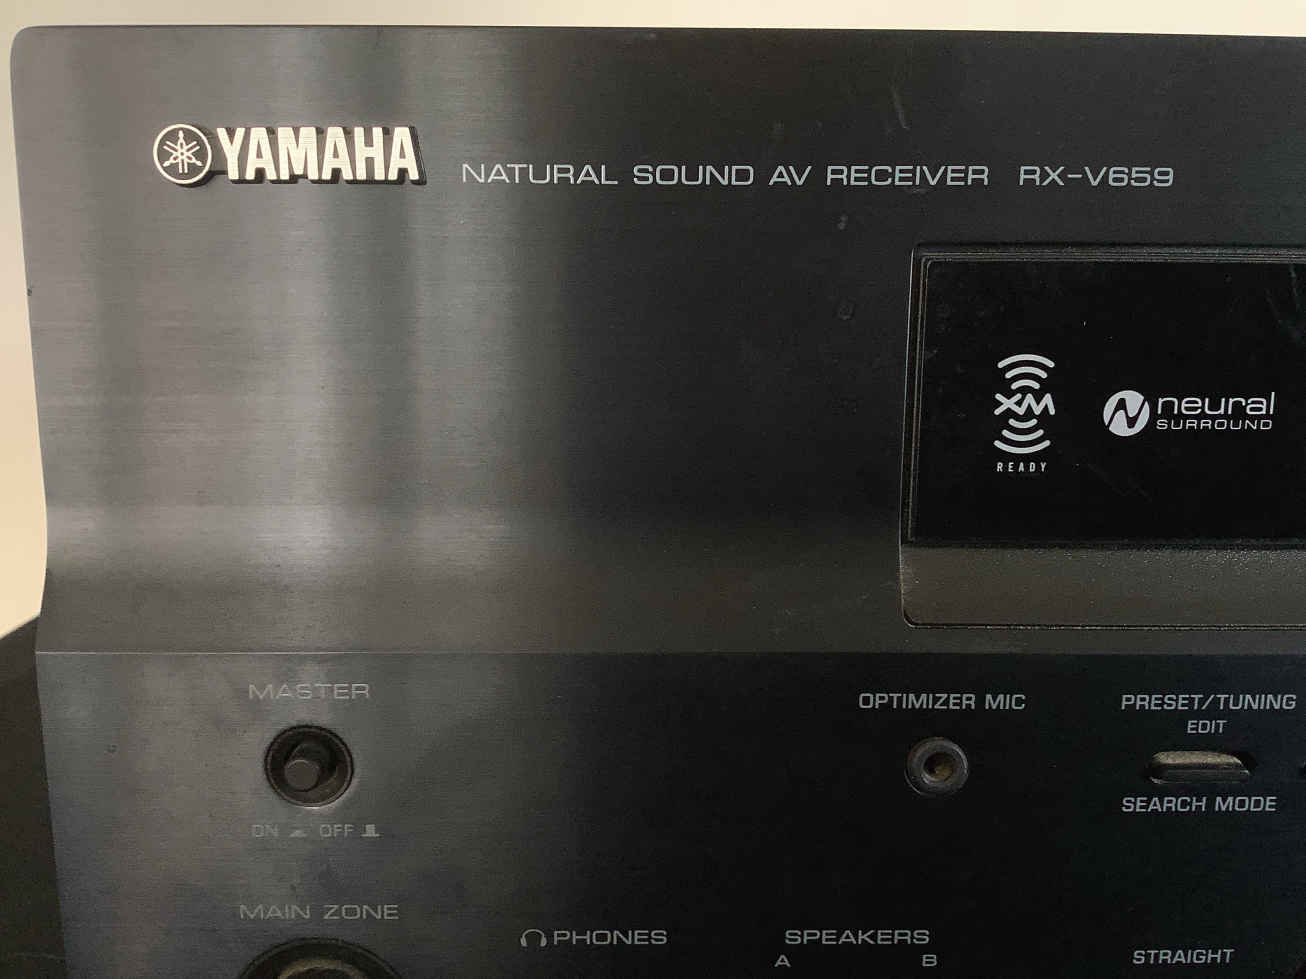 YAMAHA NATURAL SOUND AV RECEIVER RX-V659
XM
READY
neural
SURROUND
MASTER
ON OFF
OPTIMIZER MIC
PRESET/TUNING
EDIT
SEARCH MODE
MAIN ZONE
PHONES
SPEAKERS
A B
STRAIGHT